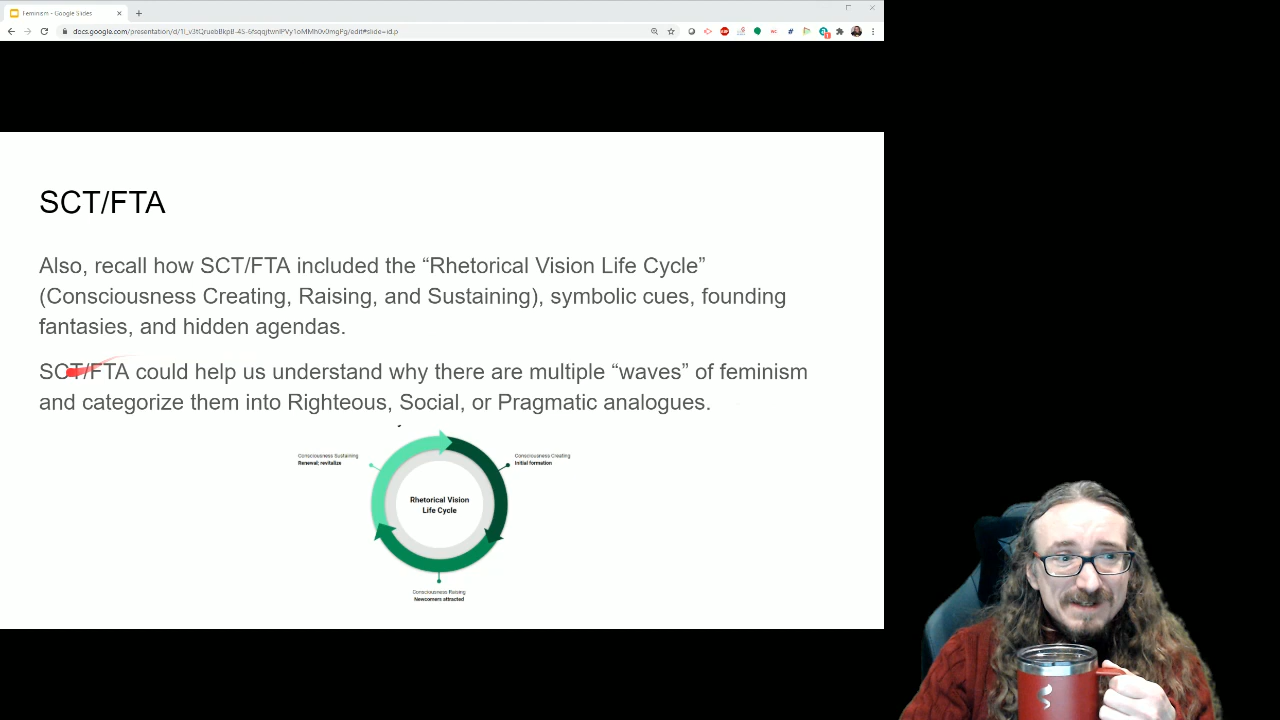 Feminism - Google Slides
SCT/FTA
Also, recall how SCT/FTA included the “Rhetorical Vision Life Cycle”
(Consciousness Creating, Raising, and Sustaining), symbolic cues, founding
fantasies, and hidden agendas.
SCT/FTA could help us understand why there are multiple “waves” of feminism
and categorize them into Righteous, Social, or Pragmatic analogues.
Consciousness Sustaining
Renewal; revitalize
Consciousness Creating
Initial formation
Rhetorical Vision
Life Cycle
Consciousness Raising
Newcomers attracted